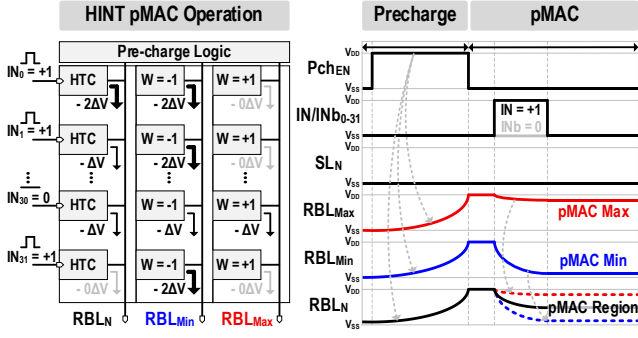 HINT pMAC Operation
Pre-charge Logic
IN0 = +1
HTC
W = -1
W = +1
- 2ΔV
- 2ΔV
- 0ΔV
IN1 = +1
HTC
W = -1
W = +1
- ΔV
- 2ΔV
- 0ΔV
IN30 = 0
HTC
W = -1
W = +1
- ΔV
- ΔV
- ΔV
IN31 = +1
HTC
W = -1
W = +1
- 0ΔV
- 2ΔV
- 0ΔV
RBLN
RBLMin
RBLMax
Precharge
pMAC
PchEN
VDD
VSS
IN/INb0-31
VDD
VSS
IN = +1
INb = 0
SLN
VDD
VSS
RBLMax
VDD
VSS
pMAC Max
RBLMin
VDD
VSS
pMAC Min
RBLN
VDD
VSS
pMAC Region